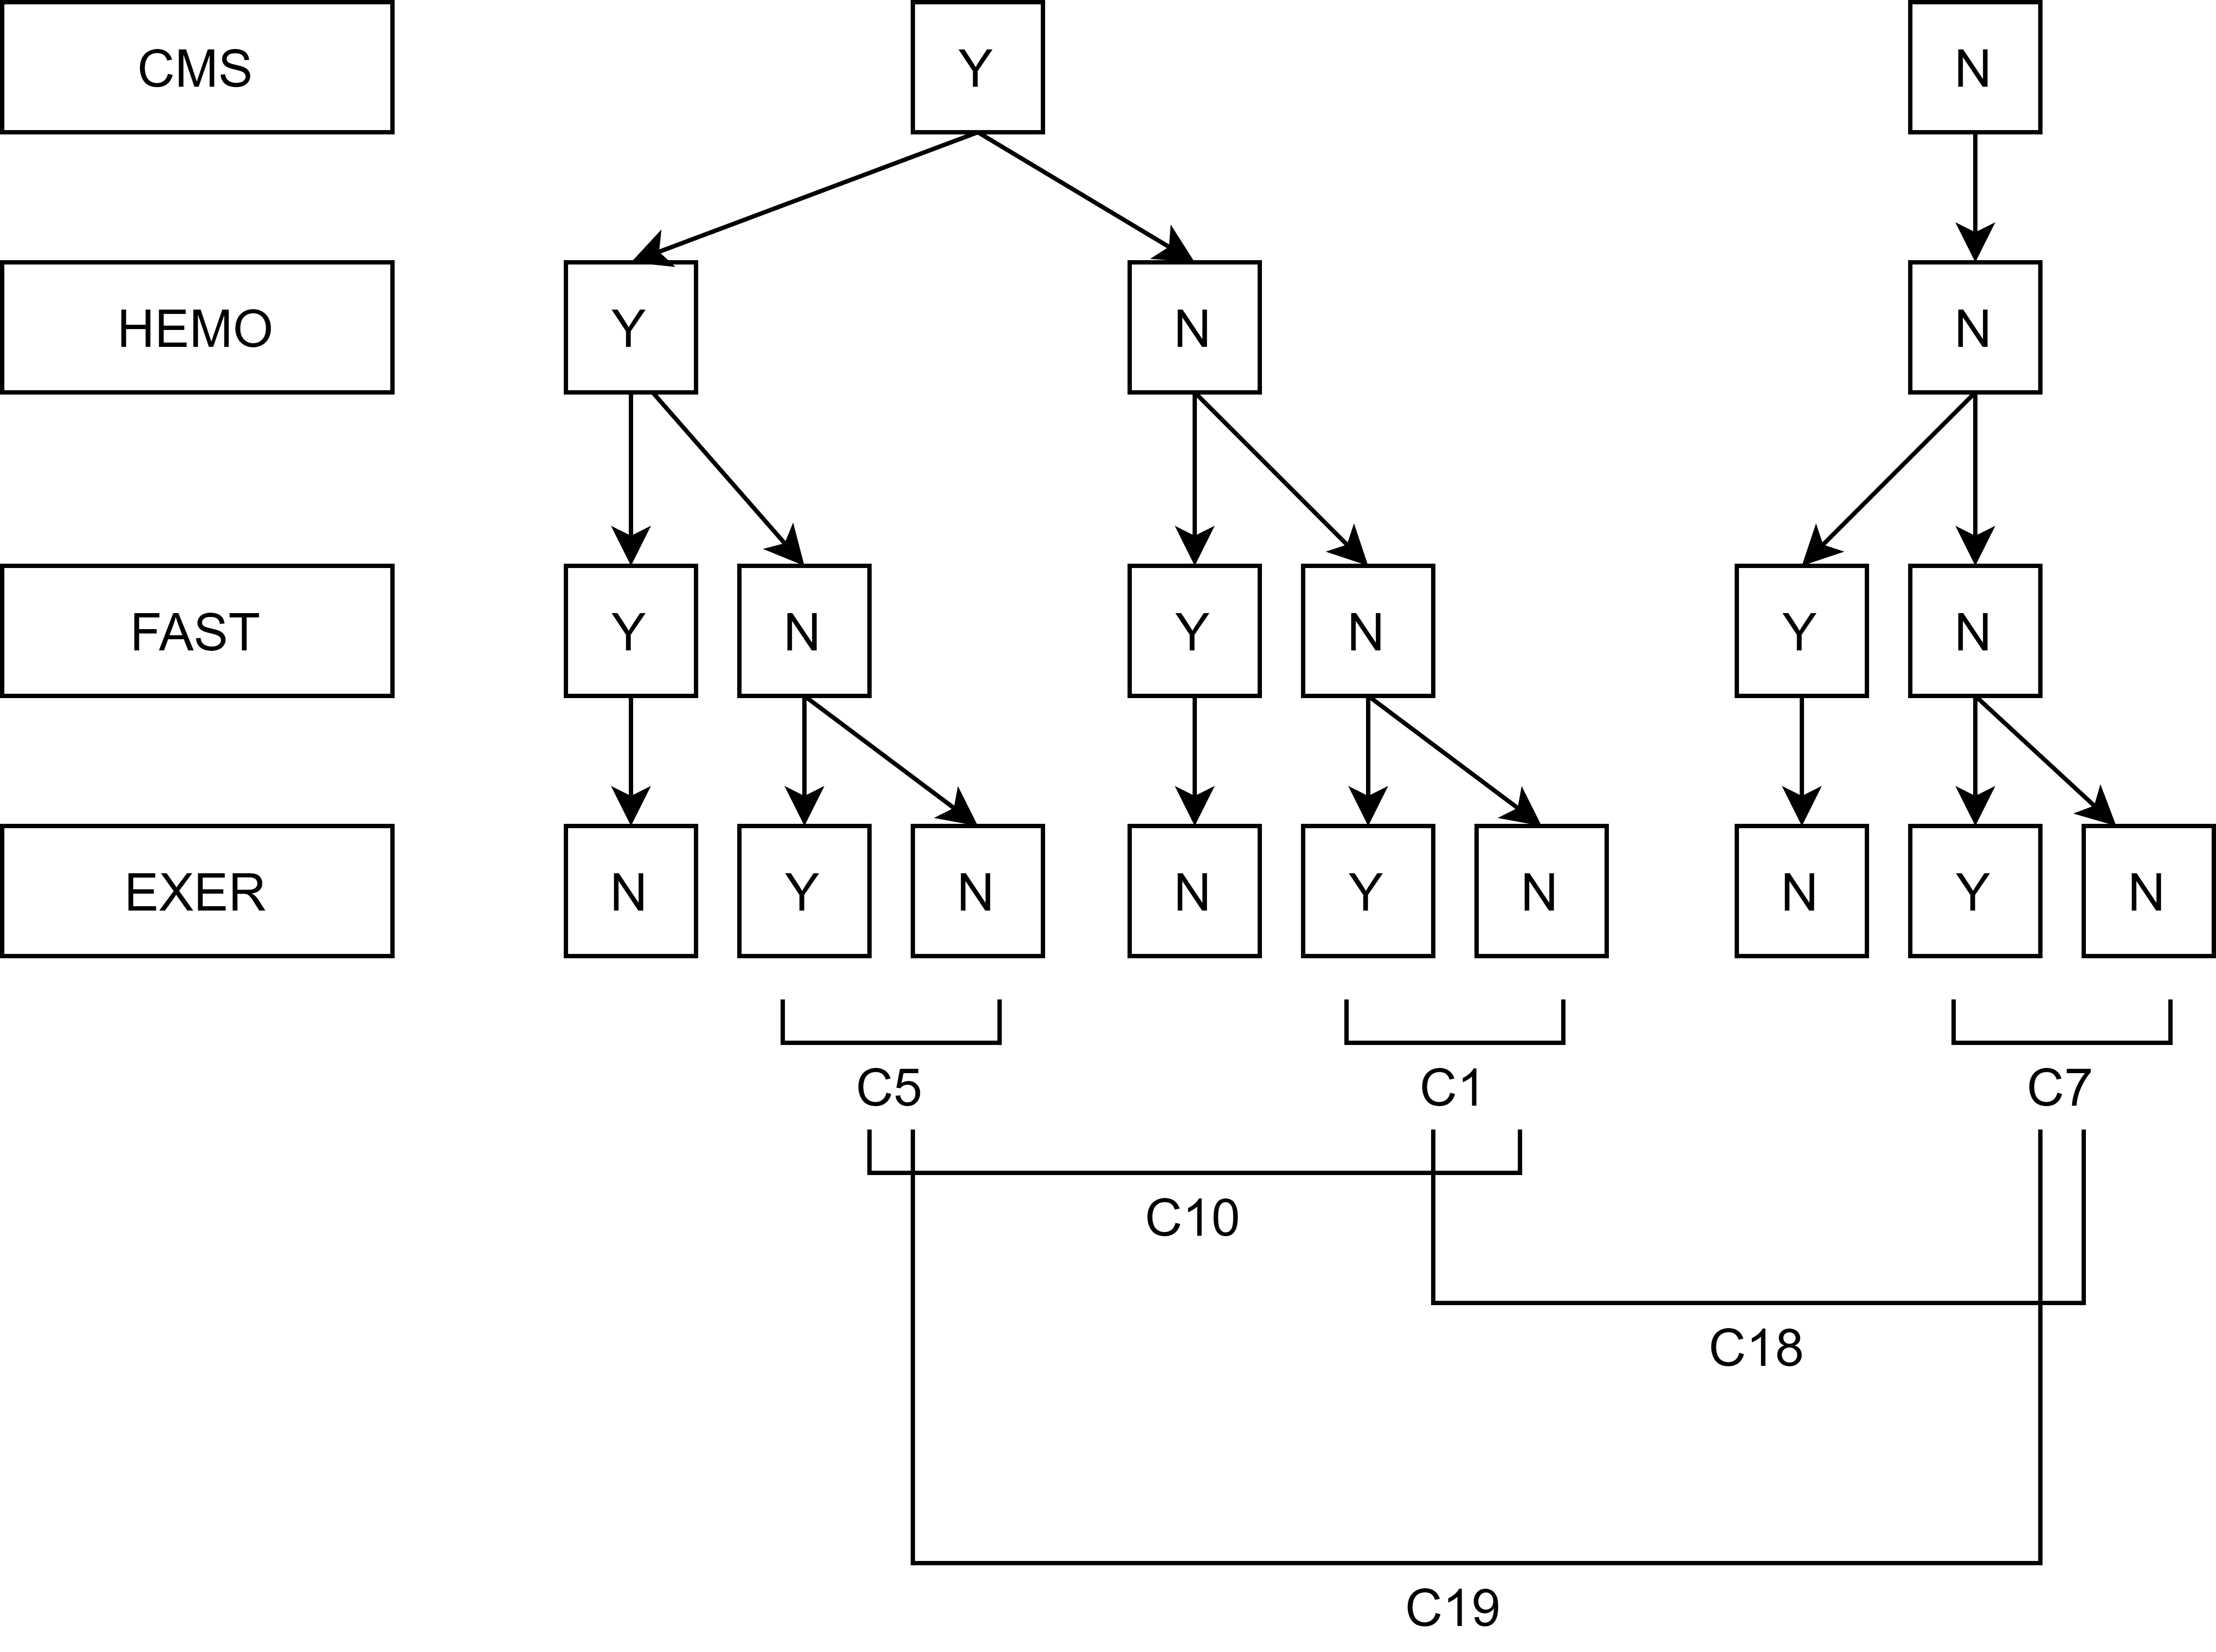 CMS Y N
HEMO Y N N
FAST Y N Y N Y N
EXER N Y N N Y N N Y N
C5 C1 C7
C10
C18
C19